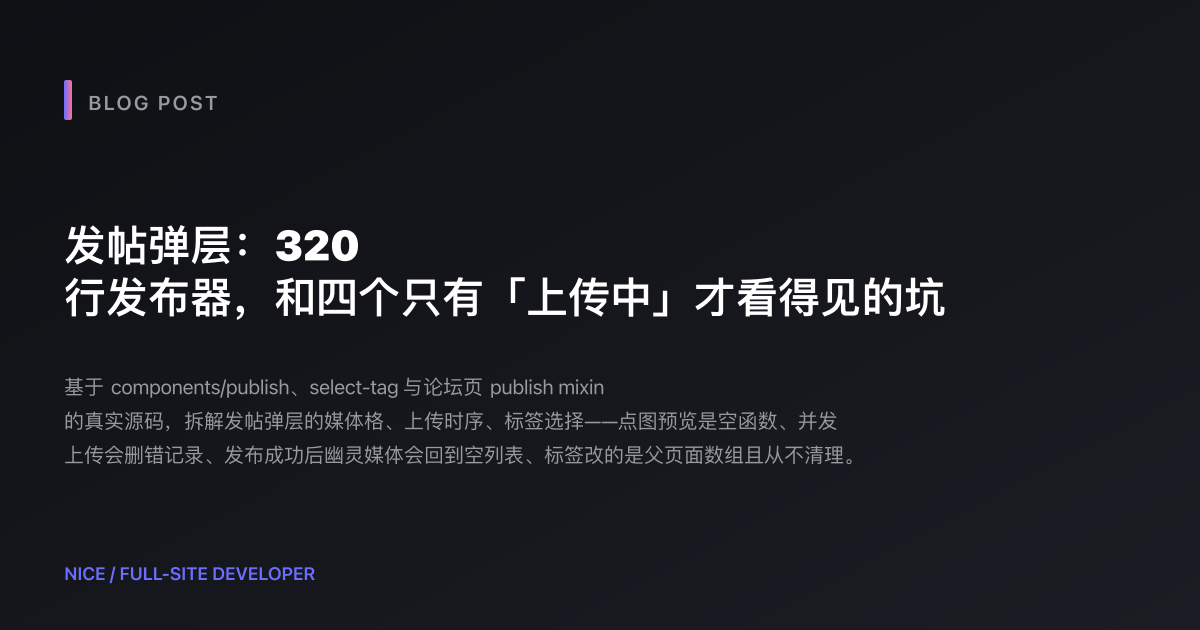 BLOG POST
发帖弹层：320
行发布器，和四个只有「上传中」才看得见的坑
基于 components/publish、select-tag 与论坛页 publish mixin
的真实源码，拆解发帖弹层的媒体格、上传时序、标签选择——点图预览是空函数、并发
上传会删错记录、发布成功后幽灵媒体会回到空列表、标签改的是父页面数组且从不清理。
NICE / FULL-SITE DEVELOPER